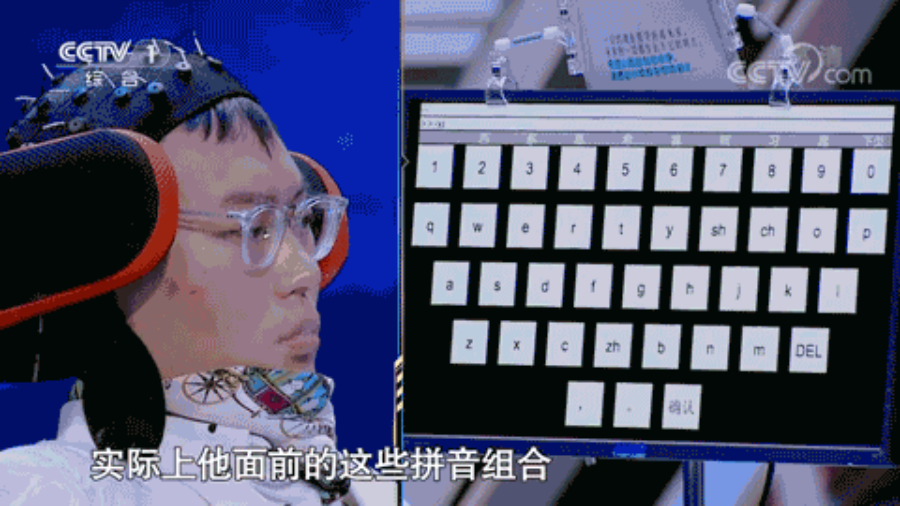 CCTV 1
综合
CCTV com
1 2 3 4 5 6 7 8 9 0
q w e r t y sh ch o p
a s d f g h j k l
z x c zh b n m DEL
， 。 确认
实际上他面前的这些拼音组合